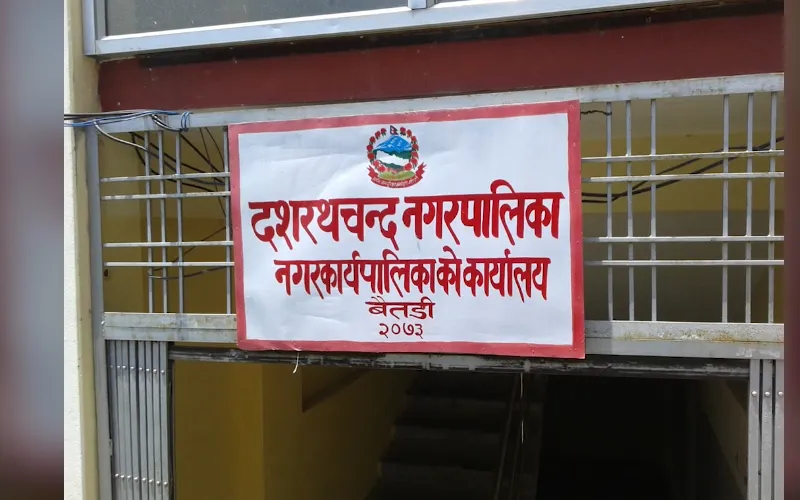 दशरथचन्द नगरपालिका
नगरकार्यपालिकाको कार्यालय
बैतडी
२०७३